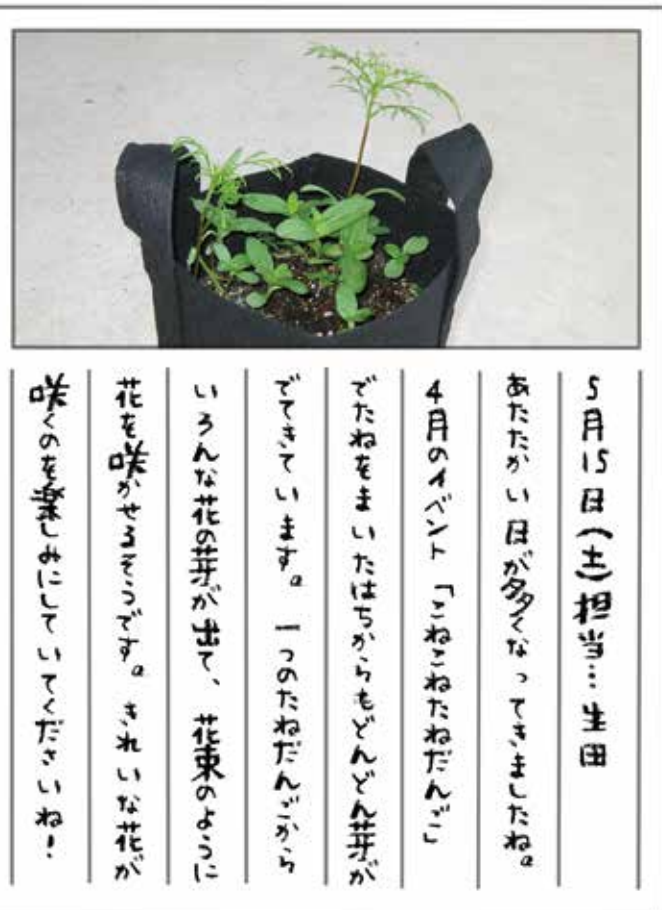 5月15日(土)担当…生田
あたたかい日が多くなってきましたね。
4月のイベント「こねこねたねだんご」
でたねをまいたはちからもどんどん芽が
でてきています。一つのたねだんごから
いろんな花の芽が出て、花束のように
花を咲かせるそうです。きれいな花が
咲くのを楽しみにしていてくださいね!